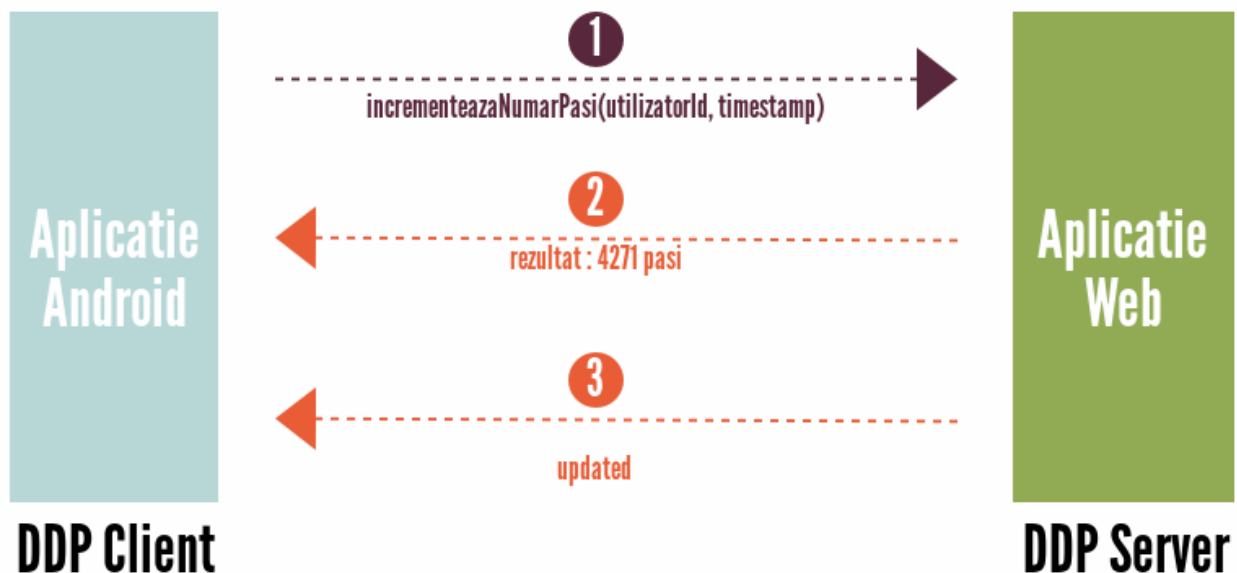 1
incrementeazaNumarPasi(utilizatorId, timestamp)
2
rezultat : 4271 pasi
Aplicatie
Android
Aplicatie
Web
3
updated
DDP Client
DDP Server